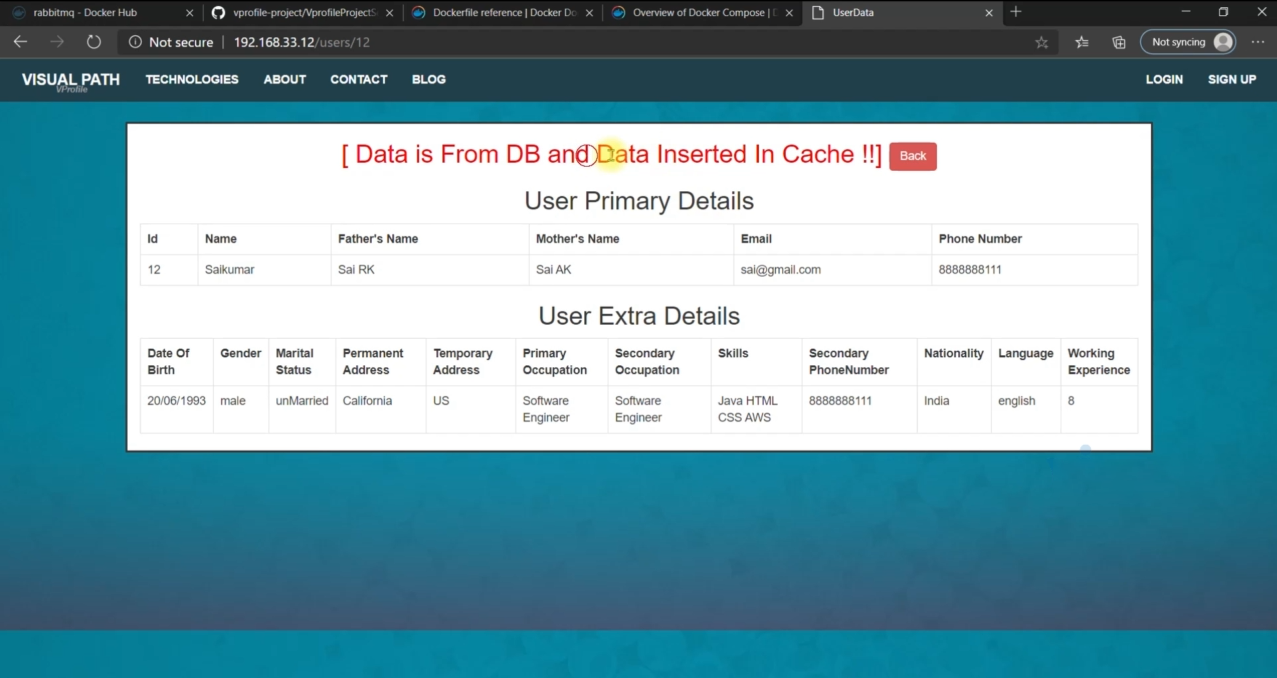 rabbitmq - Docker Hub
vprofile-project/VprofileProjectS
Dockerfile reference | Docker Do
Overview of Docker Compose | D
UserData
Not secure | 192.168.33.12/users/12
Not syncing
VISUAL PATH
VProfile
TECHNOLOGIES ABOUT CONTACT BLOG LOGIN SIGN UP
[ Data is From DB and Data Inserted In Cache !!] Back
User Primary Details
Id Name Father's Name Mother's Name Email Phone Number
12 Saikumar Sai RK Sai AK sai@gmail.com 8888888111
User Extra Details
Date Of Birth Gender Marital Status Permanent Address Temporary Address Primary Occupation Secondary Occupation Skills Secondary PhoneNumber Nationality Language Working Experience
20/06/1993 male unMarried California US Software Engineer Software Engineer Java HTML CSS AWS 8888888111 India english 8